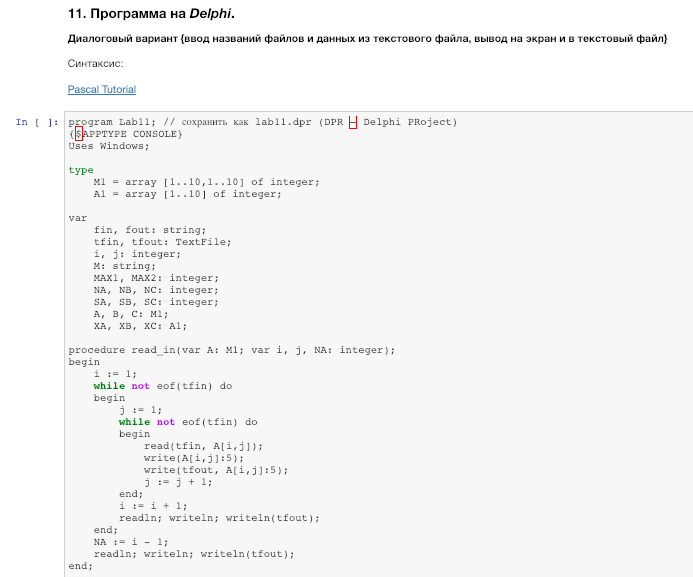 11. Программа на Delphi.
Диалоговый вариант {ввод названий файлов и данных из текстового файла, вывод на экран и в текстовый файл}
Синтаксис:
Pascal Tutorial
In [ ]: program Lab11; // сохранить как lab11.dpr (DPR — Delphi PRoject)
{$APPTYPE CONSOLE}
Uses Windows;
type
M1 = array [1..10,1..10] of integer;
A1 = array [1..10] of integer;
var
fin, fout: string;
tfin, tfout: TextFile;
i, j: integer;
M: string;
MAX1, MAX2: integer;
NA, NB, NC: integer;
SA, SB, SC: integer;
A, B, C: M1;
XA, XB, XC: A1;
procedure read_in(var A: M1; var i, j, NA: integer);
begin
i := 1;
while not eof(tfin) do
begin
j := 1;
while not eof(tfin) do
begin
read(tfin, A[i,j]);
write(A[i,j]:5);
write(tfout, A[i,j]:5);
j := j + 1;
end;
i := i + 1;
readln; writeln; writeln(tfout);
end;
NA := i - 1;
readln; writeln; writeln(tfout);
end;